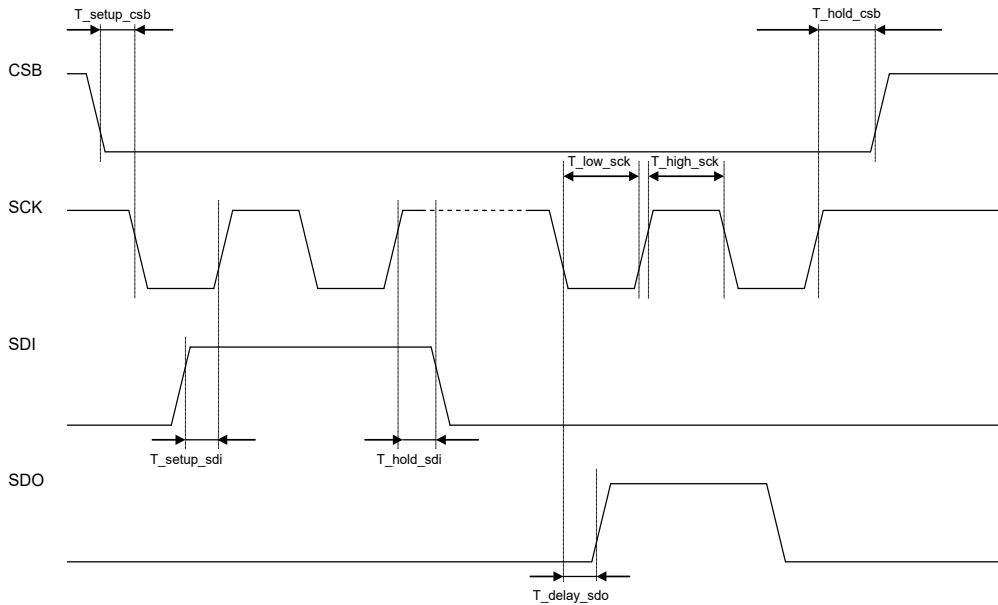 T_setup_csb
T_hold_csb
CSB
T_low_sck
T_high_sck
SCK
SDI
T_setup_sdi
T_hold_sdi
SDO
T_delay_sdo